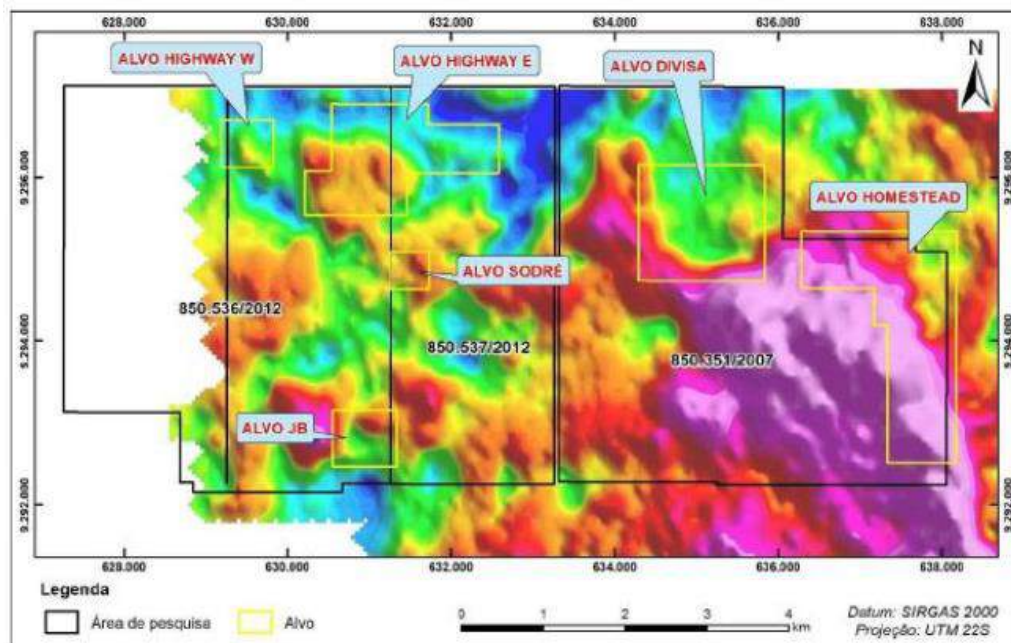 628.000 630.000 632.000 634.000 636.000 638.000
N
ALVO HIGHWAY W
ALVO HIGHWAY E
ALVO DIVISA
9.296.000
9.296.800
ALVO HOMESTEAD
ALVO SODRÉ
850.536/2012
850.537/2012
850.351/2007
9.294.000
9.294.000
ALVO JB
9.292.000
9.292.000
628.000 630.000 632.000 634.000 636.000 638.000
Legenda
Área de pesquisa
Alvo
0 1 2 3 4
km
Datum: SIRGAS 2000
Projeção: UTM 22S